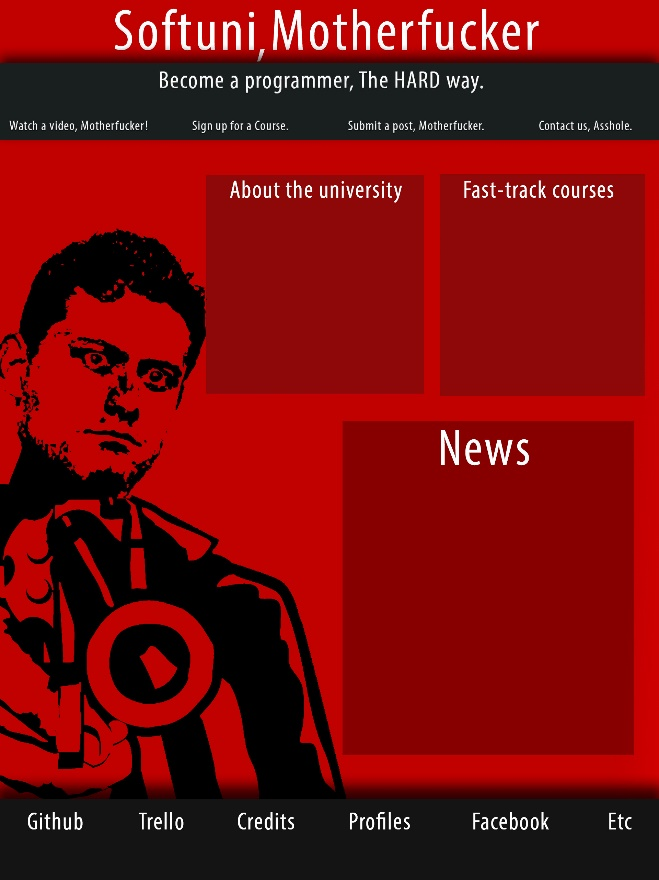 Softuni,Motherfucker
Become a programmer, The HARD way.
Watch a video, Motherfucker! Sign up for a Course. Submit a post, Motherfucker. Contact us, Asshole.
About the university Fast-track courses
News
Github Trello Credits Profiles Facebook Etc